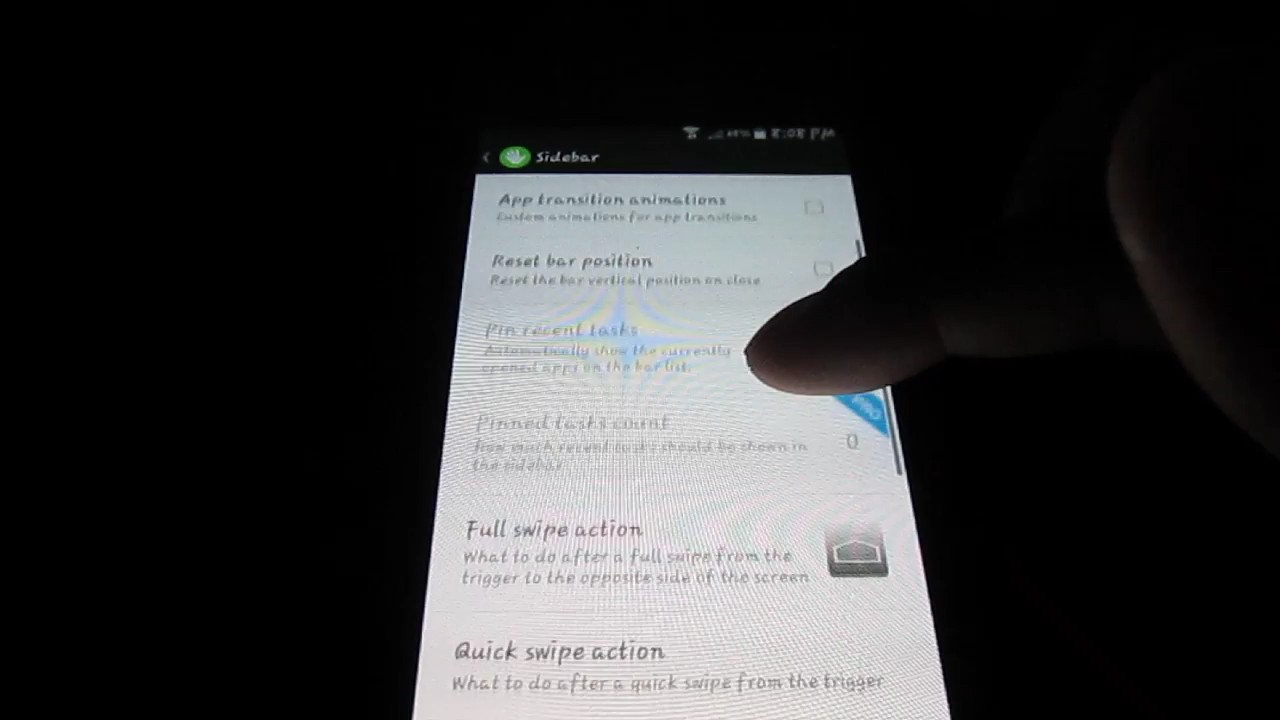 8:08 PM
Sidebar
App transition animations
Custom animations for app transitions
Reset bar position
Reset the bar vertical position on close
Pin recent tasks
Automatically show the currently
opened apps on the bar list.
Pinned tasks count
How much recent tasks should be shown in
the sidebar
0
Full swipe action
What to do after a full swipe from the
trigger to the opposite side of the screen
Quick swipe action
What to do after a quick swipe from the trigger